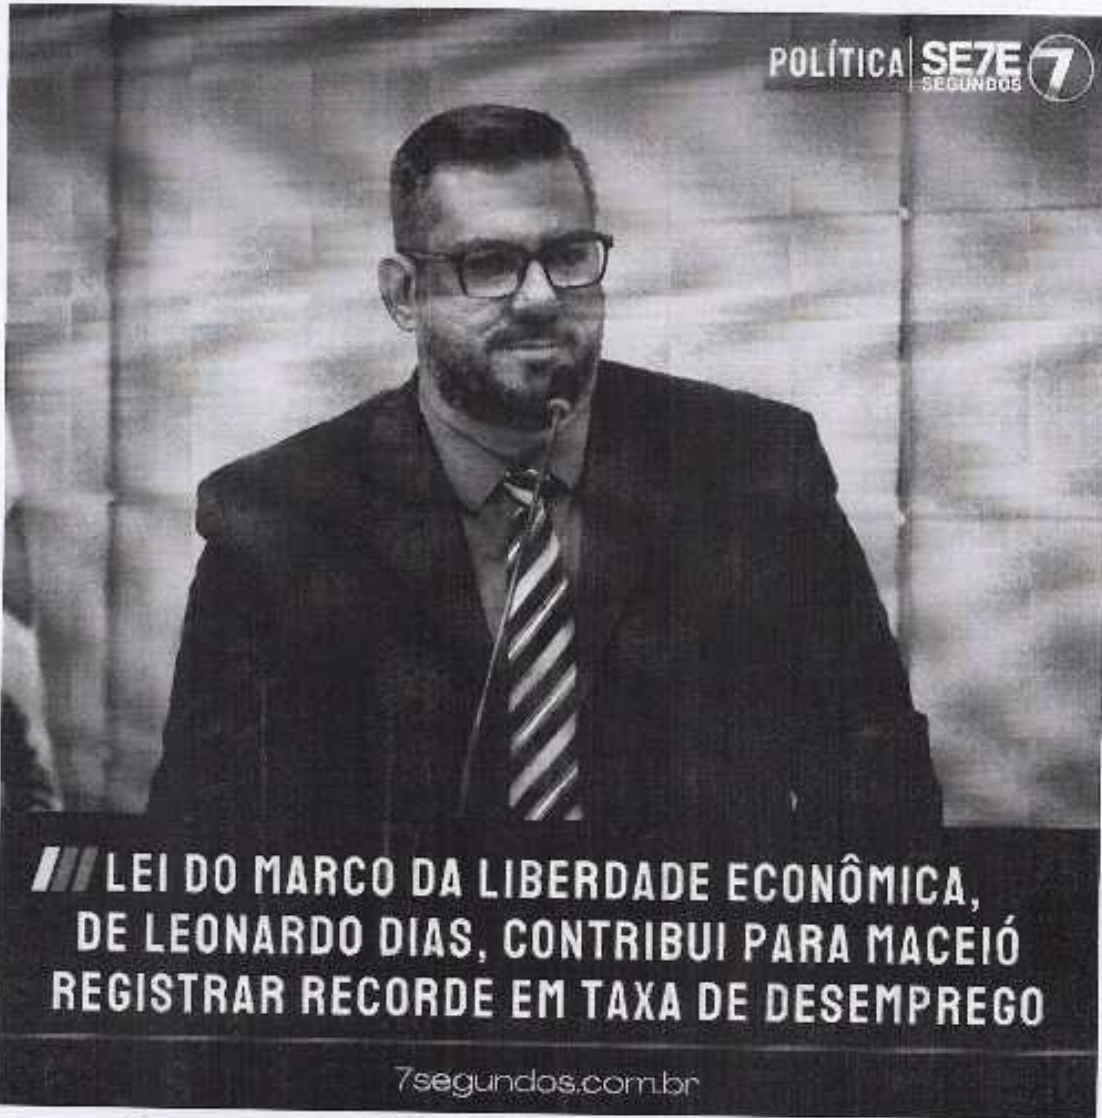 POLÍTICA SE7E 7
SEGUNDOS
LEI DO MARCO DA LIBERDADE ECONÔMICA,
DE LEONARDO DIAS, CONTRIBUI PARA MACEIÓ
REGISTRAR RECORDE EM TAXA DE DESEMPREGO
7segundos.com.br